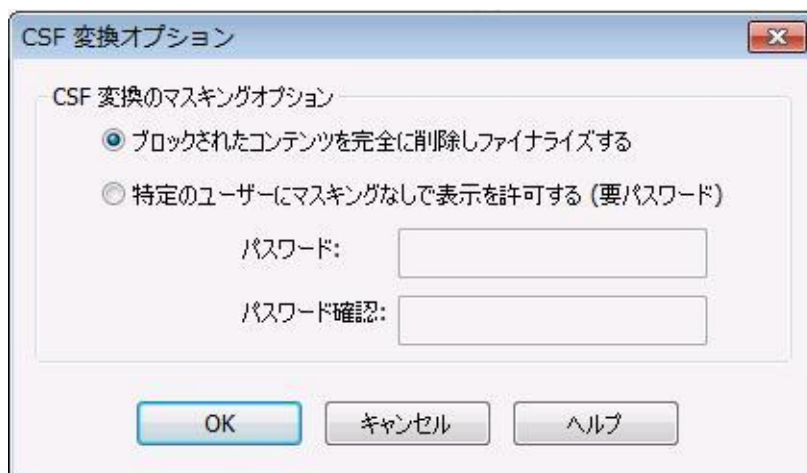 CSF 変換オプション
CSF 変換のマスキングオプション
ブロックされたコンテンツを完全に削除しファイナライズする
特定のユーザーにマスキングなしで表示を許可する (要パスワード)
パスワード:
パスワード確認:
OK キャンセル ヘルプ